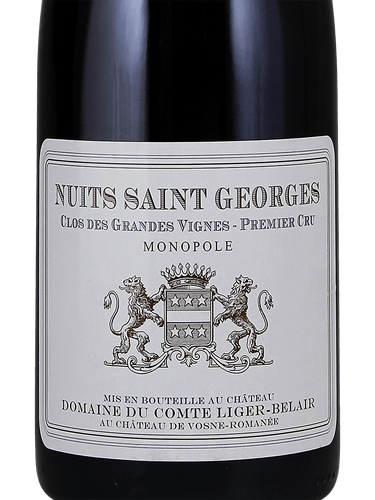 NUITS SAINT GEORGES
CLOS DES GRANDES VIGNES - PREMIER CRU
MONOPOLE
MIS EN BOUTEILLE AU CHÂTEAU
DOMAINE DU COMTE LIGER-BELAIR
AU CHÂTEAU DE VOSNE-ROMANÉE